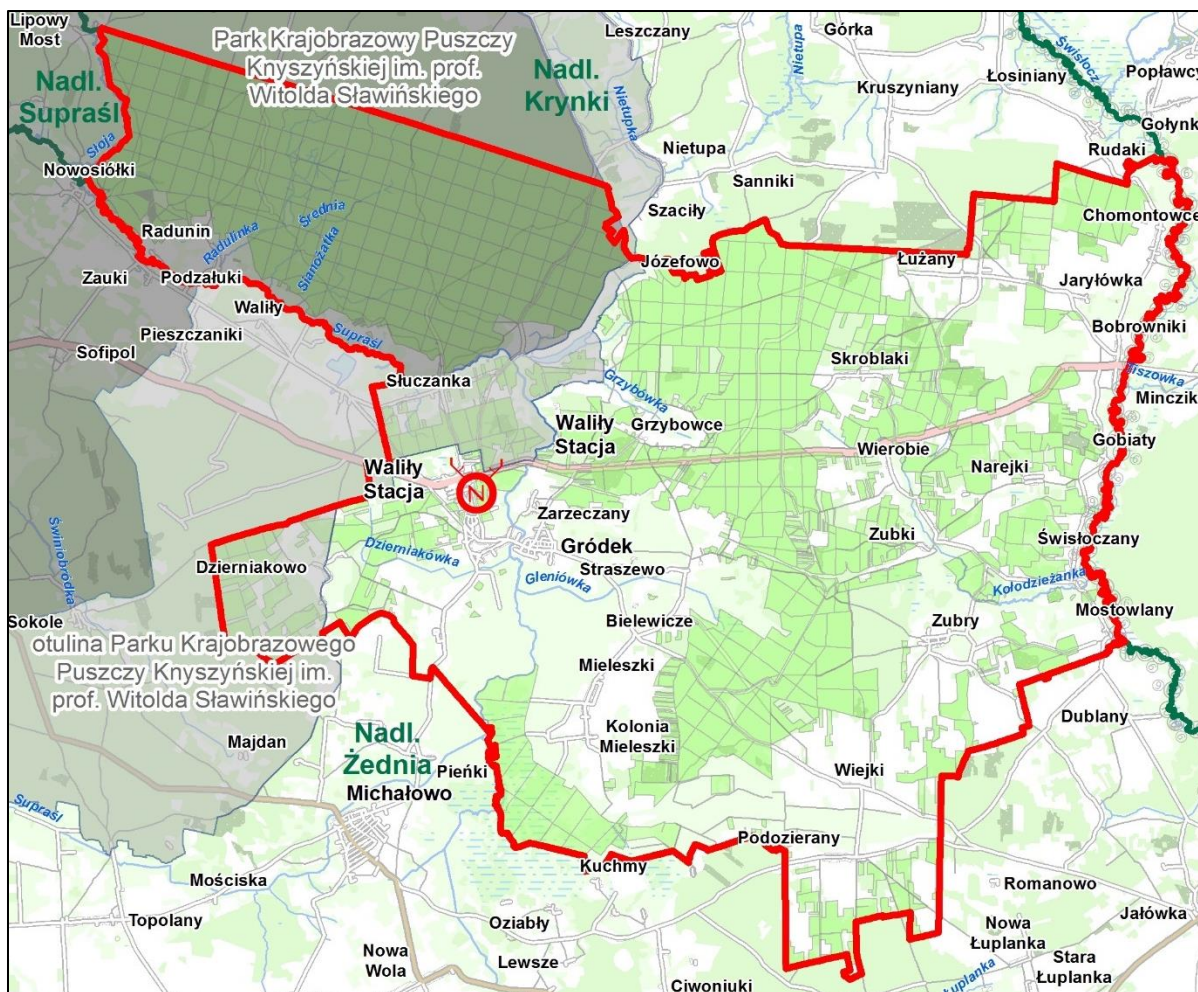 Lipowy
Most
Park Krajobrazowy Puszczy
Knyszyńskiej im. prof.
Witolda Sławińskiego
Leszczany
Górka
Świsłocz
Nietupa
Łosiniany
Popławcy
Nadl.
Supraśl
Nadl.
Krynki
Kruszyniany
Nietupka
Gołynk
Słoja
Rudaki
Nowosiółki
Nietupa
Sanniki
Szaciły
Chomontowce
Średnia
Radunin
Radulinka
Starożatka
Józefowo
Łużany
Zauki
Podzałuki
Jaryłówka
Waliły
Pieszczaniki
Supraśl
Bobrowniki
Sofipol
Skroblaki
Słuczanka
Grzybówka
Miszowka
Minczik
Waliły
Stacja
Grzybowce
Gobiaty
Wierobie
Waliły
Stacja
Narejki
N
Zarzeczany
Świniobródka
Dzierniakówka
Gródek
Zubki
Świsłoczany
Dzierniakowo
Straszewo
Gleniówka
Kołodzieżanka
Sokole
Bielewicze
Mostowlany
otulina Parku Krajobrazowego
Puszczy Knyszyńskiej im.
prof. Witolda Sławińskiego
Zubry
Mieleszki
Majdan
Nadl.
Żednia
Kolonia
Mieleszki
Dublany
Pieńki
Wiejki
Michałowo
Supraśl
Podozierany
Kuchmy
Mościska
Romanowo
Topolany
Oziabły
Nowa
Łuplanka
Jałówka
Nowa
Wola
Lewsze
Stara
Łuplanka
Ciwoniuki
Łuplanka